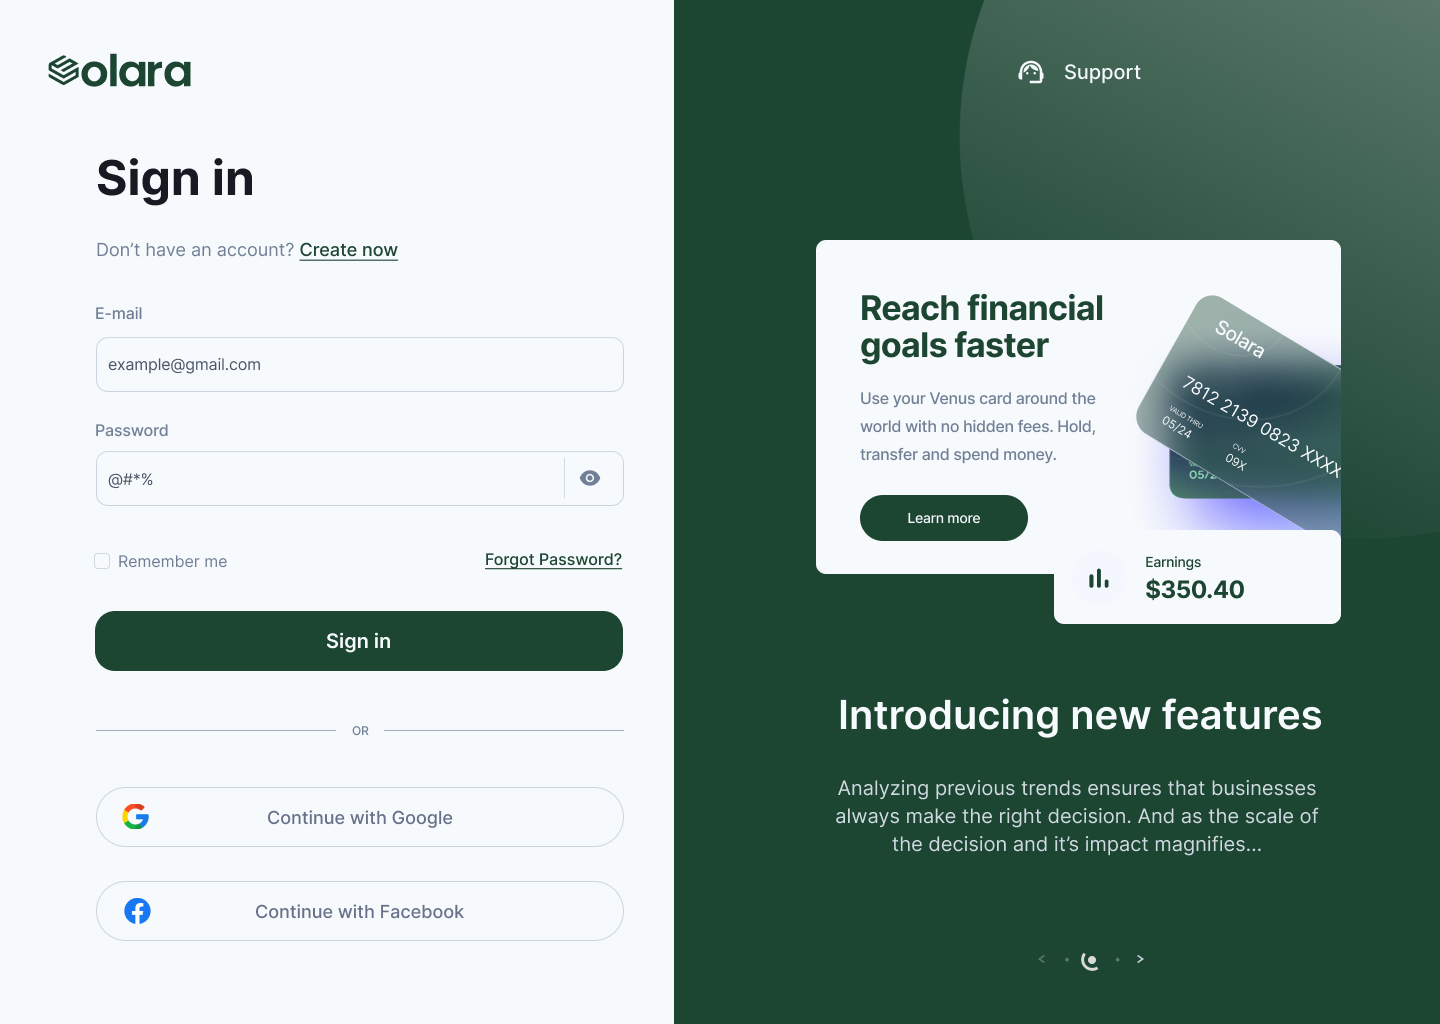 Solara
Sign in
Don’t have an account? Create now
E-mail
example@gmail.com
Password
@#*%
Remember me
Forgot Password?
Sign in
OR
Continue with Google
Continue with Facebook
Support
Reach financial
goals faster
Use your Venus card around the
world with no hidden fees. Hold,
transfer and spend money.
Learn more
Solara
7812 2139 0823 XXXX
VALID THRU
05/24
CVV
09X
05/2
Earnings
$350.40
Introducing new features
Analyzing previous trends ensures that businesses
always make the right decision. And as the scale of
the decision and it’s impact magnifies...
< >